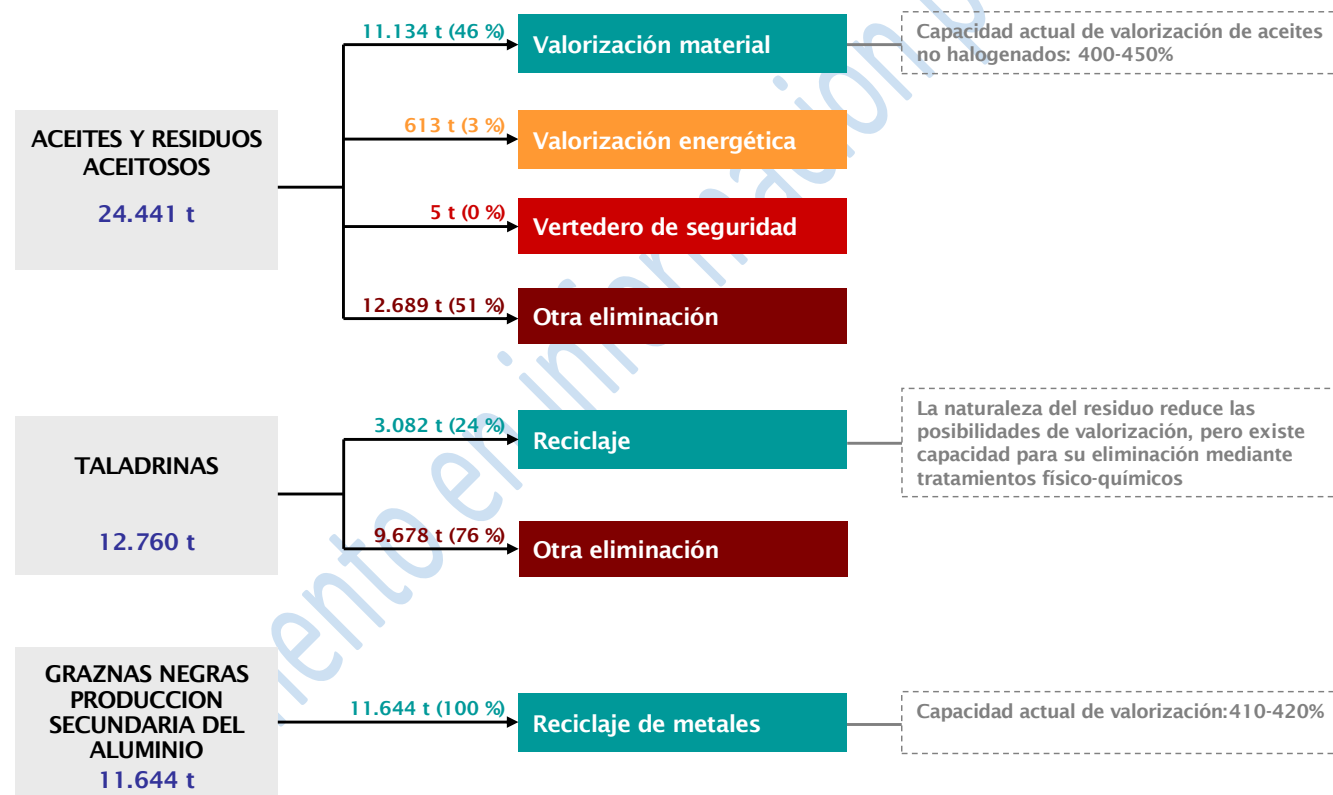 11.134 t (46 %)
Valorización material
Capacidad actual de valorización de aceites
no halogenados: 400-450%
ACEITES Y RESIDUOS
ACEITOSOS
24.441 t
613 t (3 %)
Valorización energética
5 t (0 %)
Vertedero de seguridad
12.689 t (51 %)
Otra eliminación
TALADRINAS
12.760 t
3.082 t (24 %)
Reciclaje
La naturaleza del residuo reduce las
posibilidades de valorización, pero existe
capacidad para su eliminación mediante
tratamientos físico-químicos
9.678 t (76 %)
Otra eliminación
GRAZNAS NEGRAS
PRODUCCION
SECUNDARIA DEL
ALUMINIO
11.644 t
11.644 t (100 %)
Reciclaje de metales
Capacidad actual de valorización:410-420%
en informacion